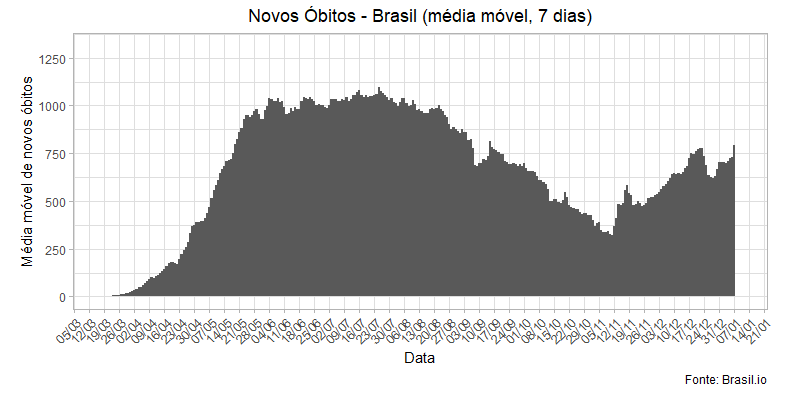 Novos Óbitos - Brasil (média móvel, 7 dias)
Média móvel de novos óbitos
1250
1000
750
500
250
0
05/03 12/03 19/03 26/03 02/04 09/04 16/04 23/04 30/04 07/05 14/05 21/05 28/05 04/06 11/06 18/06 25/06 02/07 09/07 16/07 23/07 30/07 06/08 13/08 20/08 27/08 03/09 10/09 17/09 24/09 01/10 08/10 15/10 22/10 29/10 05/11 12/11 19/11 26/11 03/12 10/12 17/12 24/12 31/12 07/01 14/01 21/01
Data
Fonte: Brasil.io